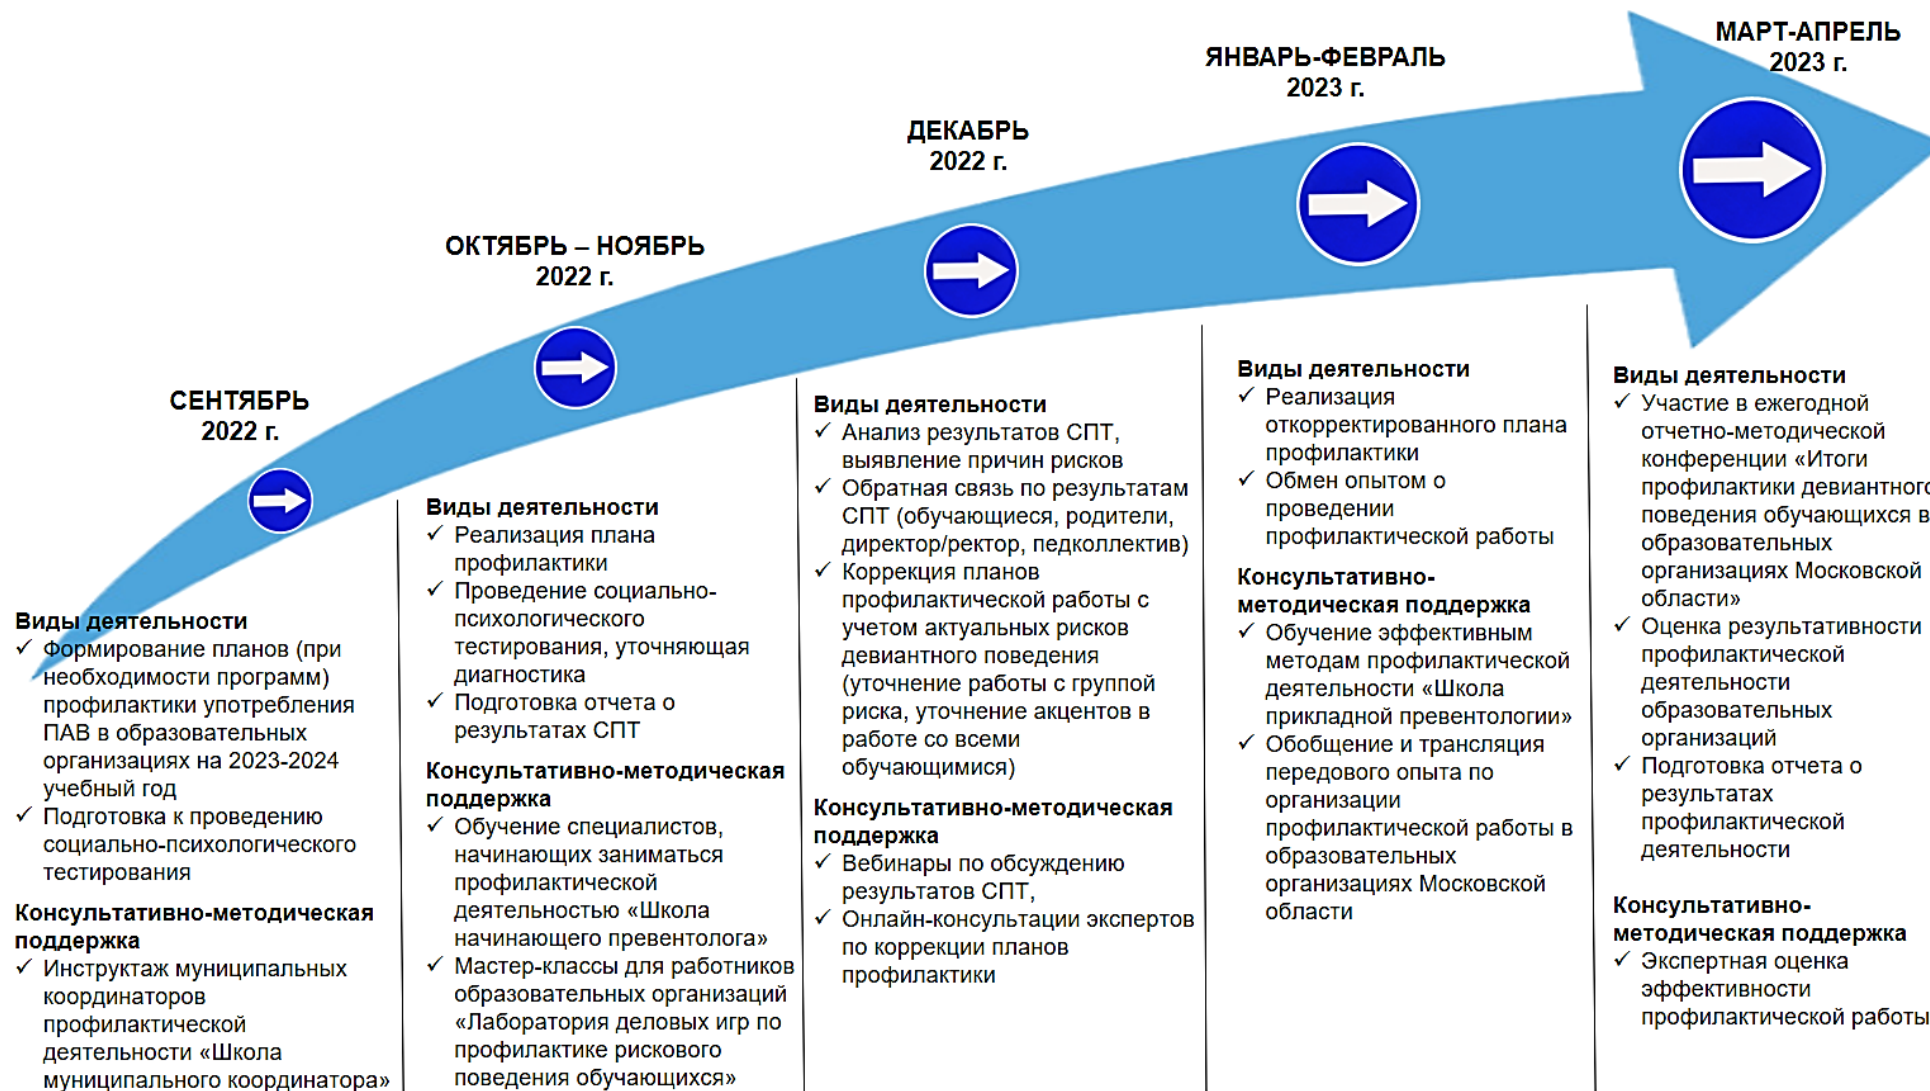 СЕНТЯБРЬ
2022 г.
Виды деятельности
✓ Формирование планов (при
необходимости программ)
профилактики употребления
ПАВ в образовательных
организациях на 2023-2024
учебный год
✓ Подготовка к проведению
социально-психологического
тестирования
Консультативно-методическая
поддержка
✓ Инструктаж муниципальных
координаторов
профилактической
деятельности «Школа
муниципального координатора»
ОКТЯБРЬ – НОЯБРЬ
2022 г.
Виды деятельности
✓ Реализация плана
профилактики
✓ Проведение социально-
психологического
тестирования, уточняющая
диагностика
✓ Подготовка отчета о
результатах СПТ
Консультативно-методическая
поддержка
✓ Обучение специалистов,
начинающих заниматься
профилактической
деятельностью «Школа
начинающего превентолога»
✓ Мастер-классы для работников
образовательных организаций
«Лаборатория деловых игр по
профилактике рискового
поведения обучающихся»
ДЕКАБРЬ
2022 г.
Виды деятельности
✓ Анализ результатов СПТ,
выявление причин рисков
✓ Обратная связь по результатам
СПТ (обучающиеся, родители,
директор/ректор, педколлектив)
✓ Коррекция планов
профилактической работы с
учетом актуальных рисков
девиантного поведения
(уточнение работы с группой
риска, уточнение акцентов в
работе со всеми
обучающимися)
Консультативно-методическая
поддержка
✓ Вебинары по обсуждению
результатов СПТ,
✓ Онлайн-консультации экспертов
по коррекции планов
профилактики
ЯНВАРЬ-ФЕВРАЛЬ
2023 г.
Виды деятельности
✓ Реализация
откорректированного плана
профилактики
✓ Обмен опытом о
проведении
профилактической работы
Консультативно-
методическая поддержка
✓ Обучение эффективным
методам профилактической
деятельности «Школа
прикладной превентологии»
✓ Обобщение и трансляция
передового опыта по
организации
профилактической работы в
образовательных
организациях Московской
области
МАРТ-АПРЕЛЬ
2023 г.
Виды деятельности
✓ Участие в ежегодной
отчетно-методической
конференции «Итоги
профилактики девиантного
поведения обучающихся в
образовательных
организациях Московской
области»
✓ Оценка результативности
профилактической
деятельности
образовательных
организаций
✓ Подготовка отчета о
результатах
профилактической
деятельности
Консультативно-
методическая поддержка
✓ Экспертная оценка
эффективности
профилактической работы